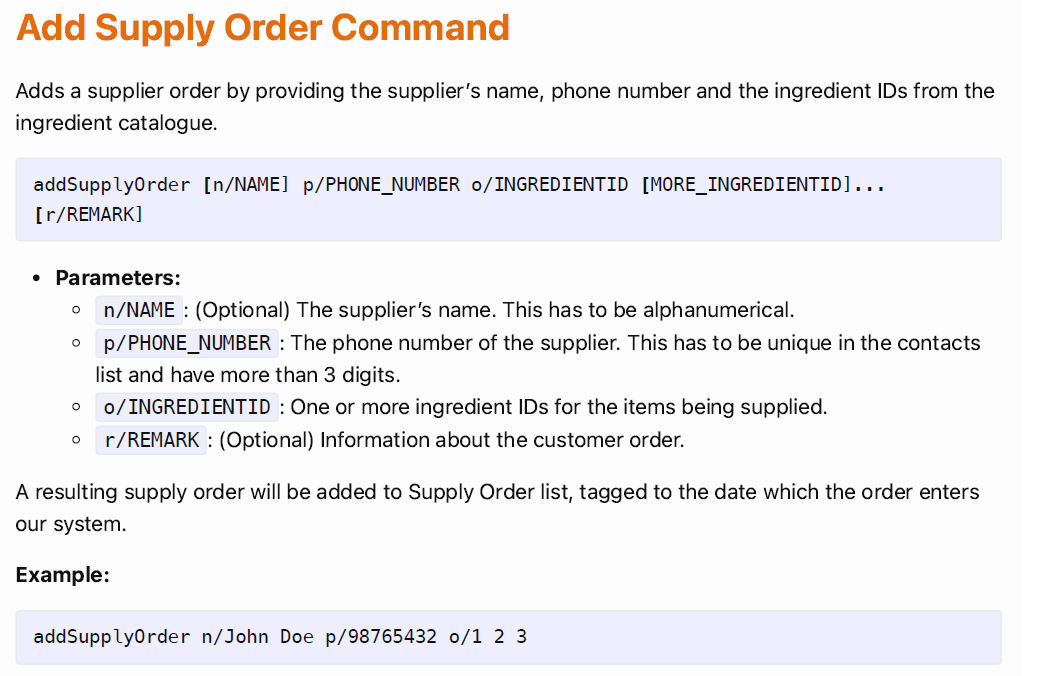 Add Supply Order Command
Adds a supplier order by providing the supplier’s name, phone number and the ingredient IDs from the
ingredient catalogue.
addSupplyOrder [n/NAME] p/PHONE_NUMBER o/INGREDIENTID [MORE_INGREDIENTID]...
[r/REMARK]
• Parameters:
◦ n/NAME : (Optional) The supplier’s name. This has to be alphanumerical.
◦ p/PHONE_NUMBER : The phone number of the supplier. This has to be unique in the contacts
list and have more than 3 digits.
◦ o/INGREDIENTID : One or more ingredient IDs for the items being supplied.
◦ r/REMARK : (Optional) Information about the customer order.
A resulting supply order will be added to Supply Order list, tagged to the date which the order enters
our system.
Example:
addSupplyOrder n/John Doe p/98765432 o/1 2 3